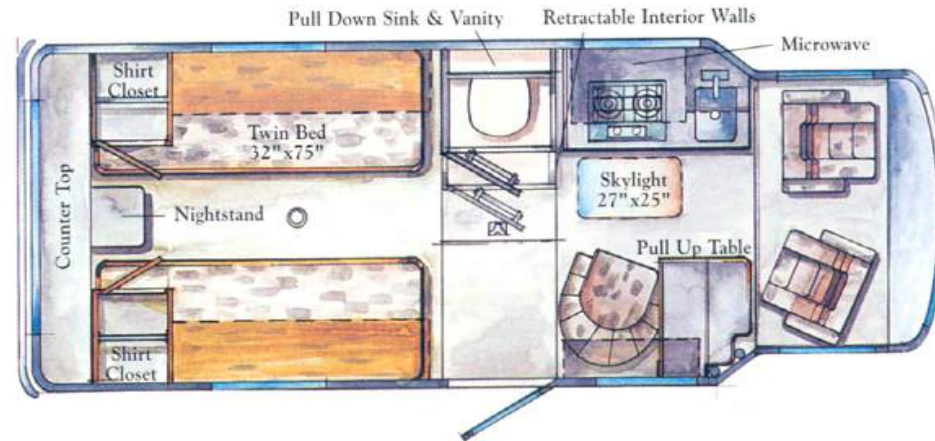 Pull Down Sink & Vanity
Retractable Interior Walls
Microwave
Shirt
Closet
Twin Bed
32"x75"
Skylight
27"x25"
Counter Top
Nightstand
Pull Up Table
Shirt
Closet